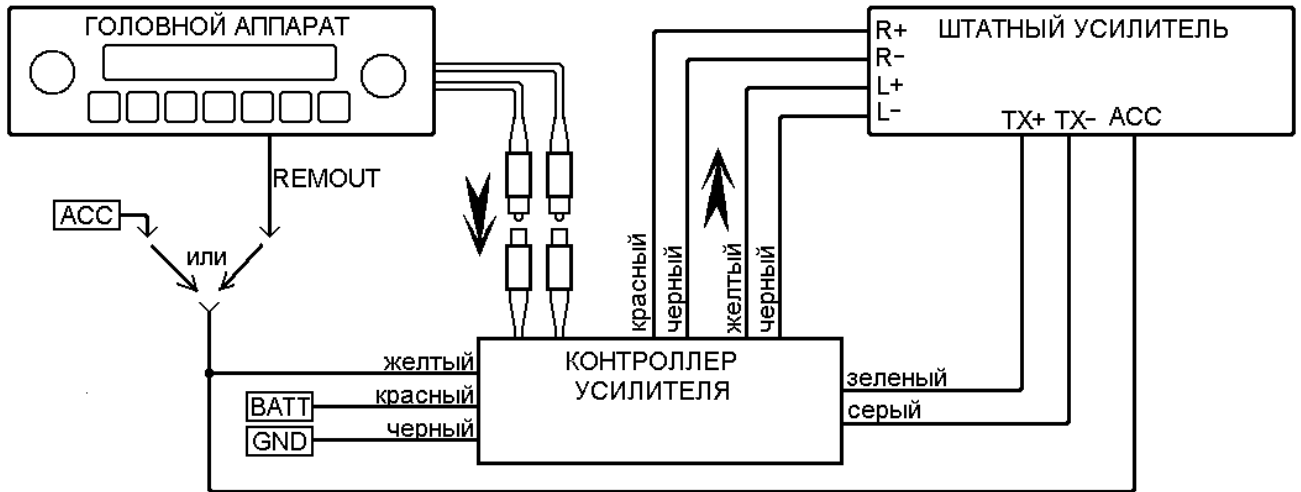 ГОЛОВНОЙ АППАРАТ
ШТАТНЫЙ УСИЛИТЕЛЬ
R+
R−
L+
L−
TX+ TX− ACC
REMOUT
ACC
или
красный
черный
желтый
черный
желтый
красный
черный
BATT
GND
КОНТРОЛЛЕР
УСИЛИТЕЛЯ
зеленый
серый